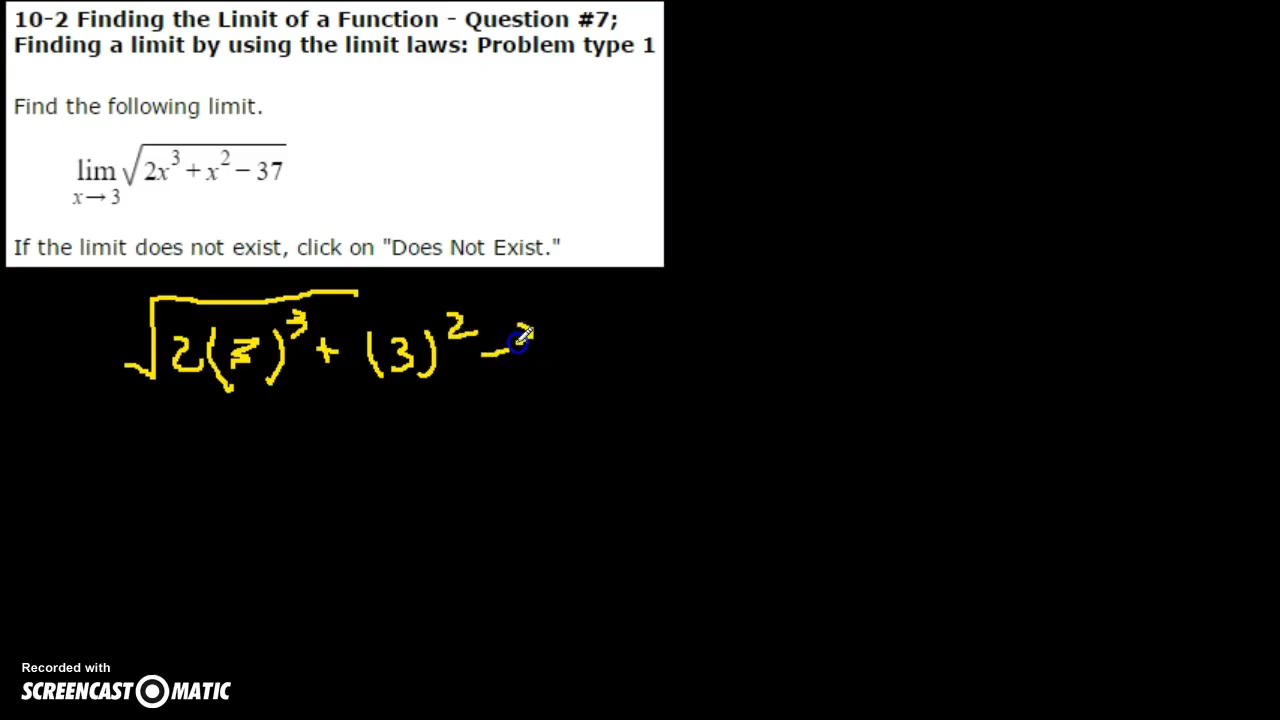 10-2 Finding the Limit of a Function - Question #7;
Finding a limit by using the limit laws: Problem type 1
Find the following limit.
lim x→3 √(2x³ + x² − 37)
If the limit does not exist, click on "Does Not Exist."
√2(3)³ + (3)² −
Recorded with
SCREENCAST O MATIC